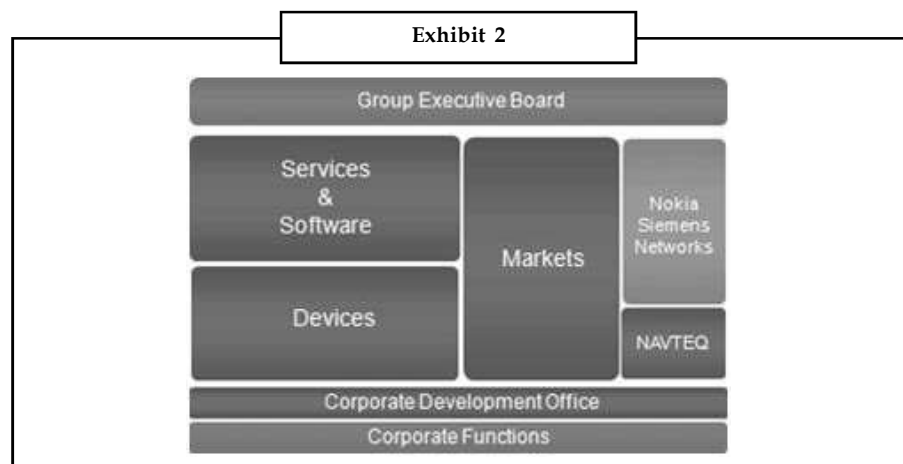 Exhibit 2
Group Executive Board
Services
&
Software
Devices
Markets
Nokia
Siemens
Networks
NAVTEQ
Corporate Development Office
Corporate Functions